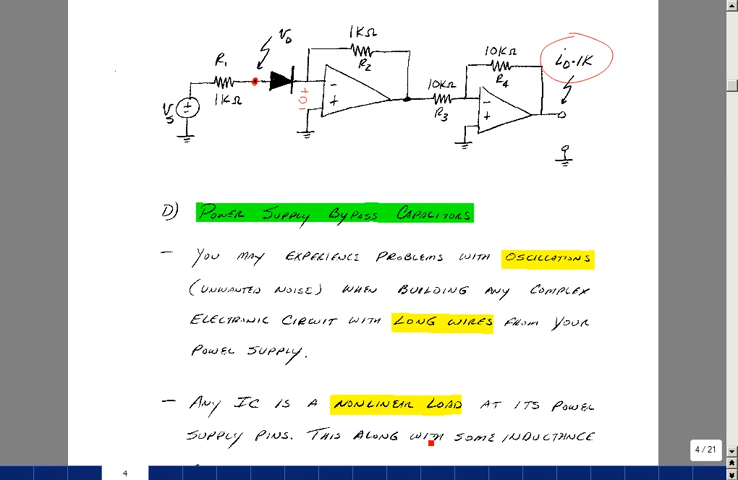 V_D
1KΩ
R_1
R_2
10KΩ
i_D·1K
R_4
10KΩ
1KΩ
+ 0 -
V_S
R_3
D) POWER SUPPLY BYPASS CAPACITORS
- YOU MAY EXPERIENCE PROBLEMS WITH OSCILLATIONS
(UNWANTED NOISE) WHEN BUILDING ANY COMPLEX
ELECTRONIC CIRCUIT WITH LONG WIRES FROM YOUR
POWER SUPPLY.
- ANY IC IS A NONLINEAR LOAD AT ITS POWER
SUPPLY PINS. THIS ALONG WITH SOME INDUCTANCE
4 / 21
4